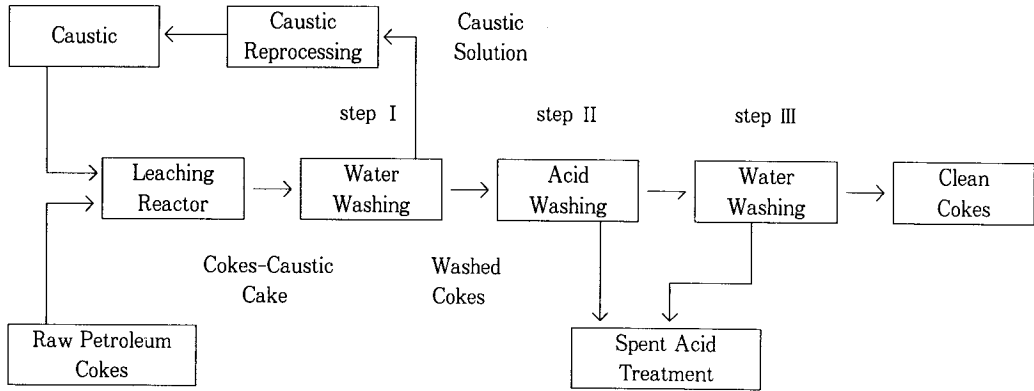 Caustic
Caustic
Reprocessing
Caustic
Solution
step I
step II
step III
Leaching
Reactor
Water
Washing
Acid
Washing
Water
Washing
Clean
Cokes
Cokes-Caustic
Cake
Washed
Cokes
Raw Petroleum
Cokes
Spent Acid
Treatment